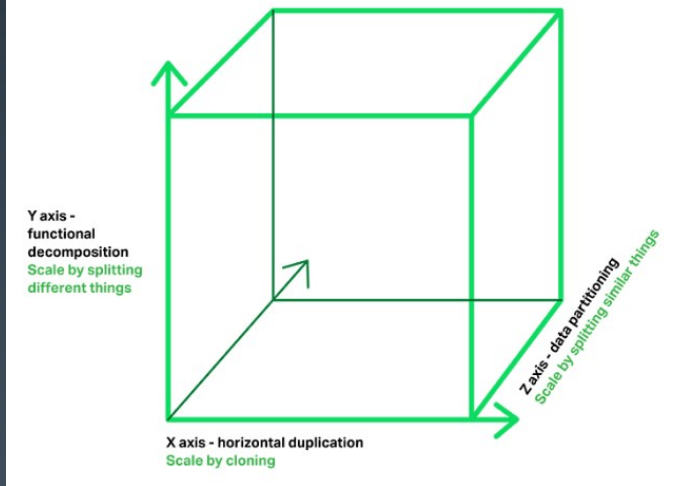 Y axis -
functional
decomposition
Scale by splitting
different things
Z axis - data partitioning
Scale by splitting similar things
X axis - horizontal duplication
Scale by cloning